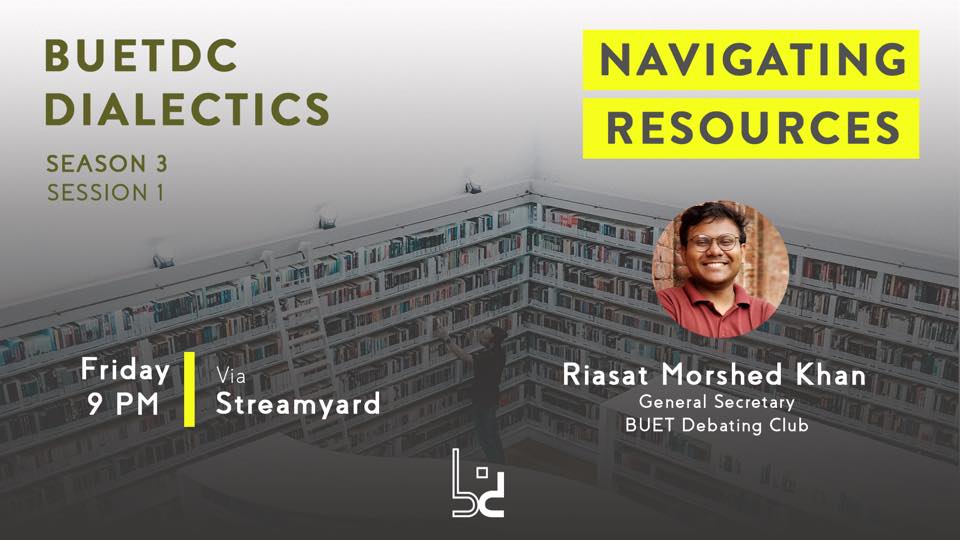 BUETDC
DIALECTICS
SEASON 3
SESSION 1
NAVIGATING
RESOURCES
Friday
9 PM
Via
Streamyard
Riasat Morshed Khan
General Secretary
BUET Debating Club
bdc